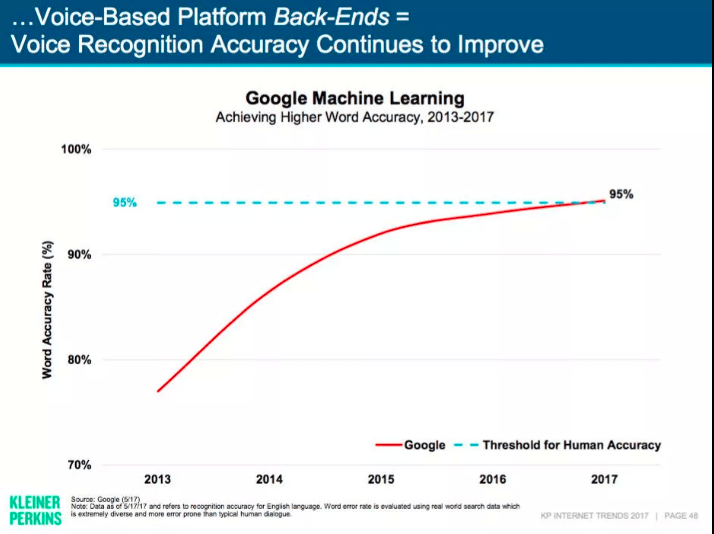 ...Voice-Based Platform Back-Ends =
Voice Recognition Accuracy Continues to Improve
Google Machine Learning
Achieving Higher Word Accuracy, 2013-2017
100%
95%
95%
90%
Word Accuracy Rate (%)
80%
Google
Threshold for Human Accuracy
70%
2013 2014 2015 2016 2017
KLEINER
PERKINS
Source: Google (5/17)
Note: Data as of 5/17/17 and refers to recognition accuracy for English language. Word error rate is evaluated using real world search data which
is extremely diverse and more error prone than typical human dialogue.
KP INTERNET TRENDS 2017 | PAGE 48